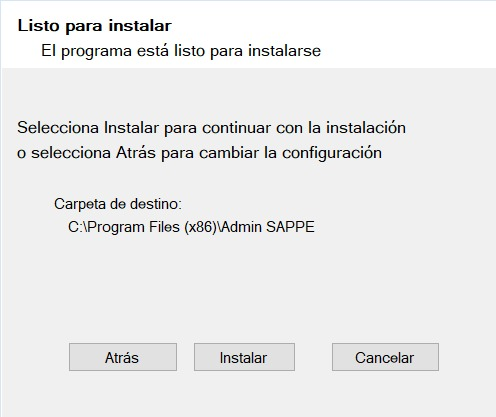 Listo para instalar
El programa está listo para instalarse
Selecciona Instalar para continuar con la instalación
o selecciona Atrás para cambiar la configuración
Carpeta de destino:
C:\Program Files (x86)\Admin SAPPE
Atrás Instalar Cancelar